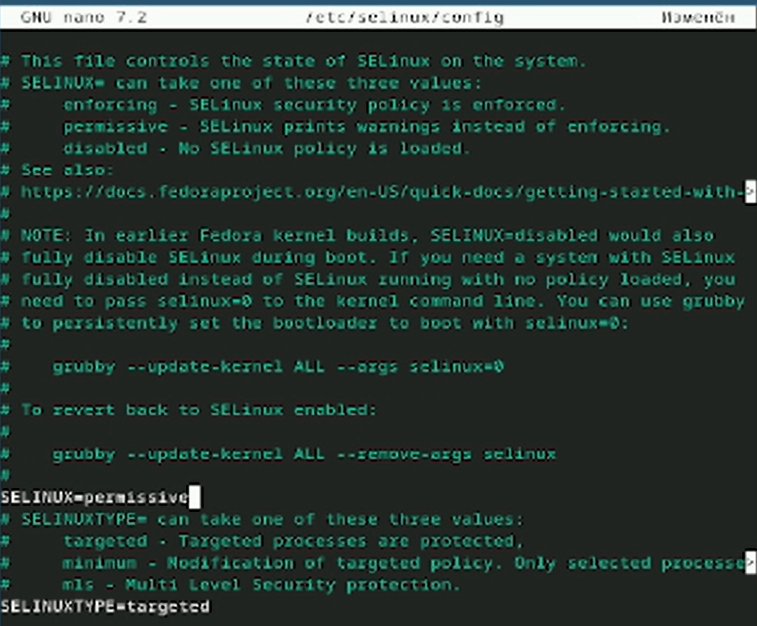 GNU nano 7.2 /etc/selinux/config Изменён
# This file controls the state of SELinux on the system.
# SELINUX= can take one of these three values:
#     enforcing - SELinux security policy is enforced.
#     permissive - SELinux prints warnings instead of enforcing.
#     disabled - No SELinux policy is loaded.
# See also:
# https://docs.fedoraproject.org/en-US/quick-docs/getting-started-with->
#
# NOTE: In earlier Fedora kernel builds, SELINUX=disabled would also
# fully disable SELinux during boot. If you need a system with SELinux
# fully disabled instead of SELinux running with no policy loaded, you
# need to pass selinux=0 to the kernel command line. You can use grubby
# to persistently set the bootloader to boot with selinux=0:
#
#    grubby --update-kernel ALL --args selinux=0
#
# To revert back to SELinux enabled:
#
#    grubby --update-kernel ALL --remove-args selinux
#
SELINUX=permissive
# SELINUXTYPE= can take one of these three values:
#     targeted - Targeted processes are protected,
#     minimum - Modification of targeted policy. Only selected processe>
#     mls - Multi Level Security protection.
SELINUXTYPE=targeted